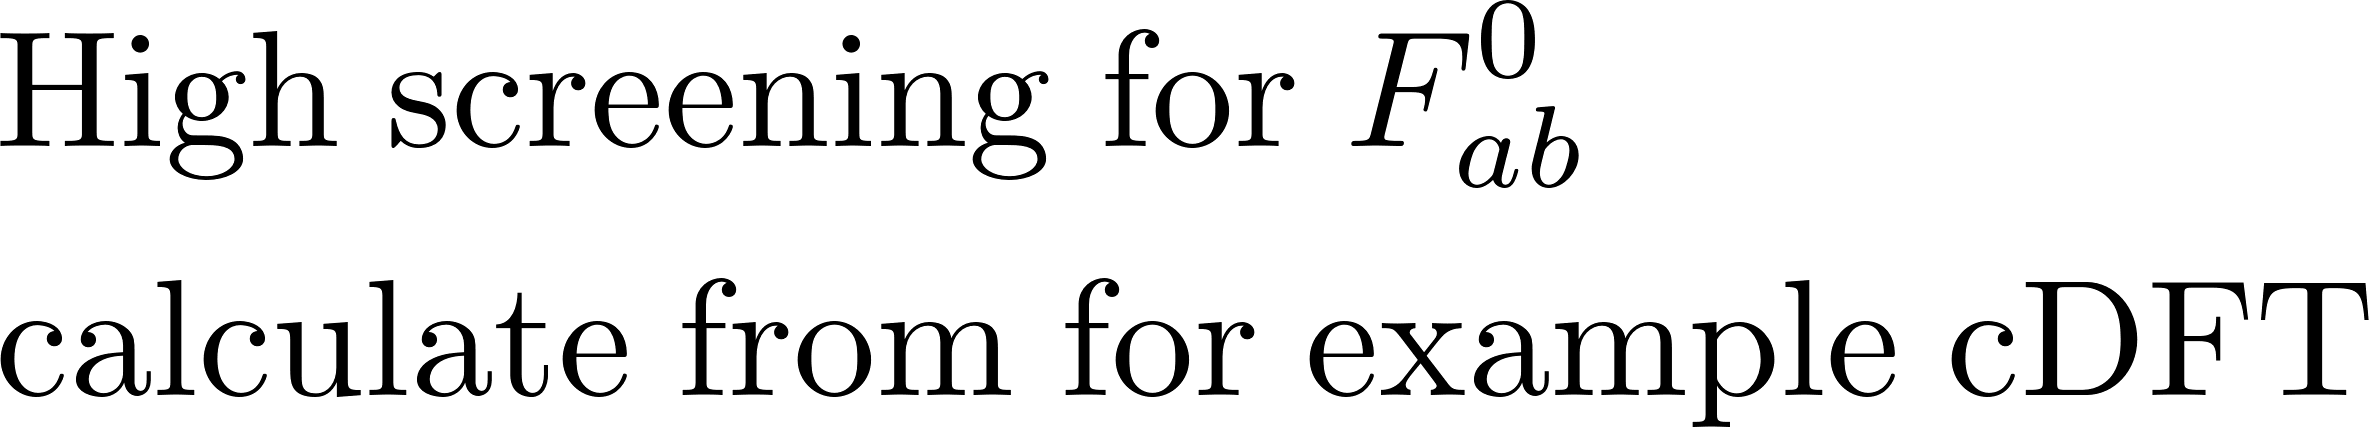 High screening for $F^0_{ab}$
calculate from for example cDFT